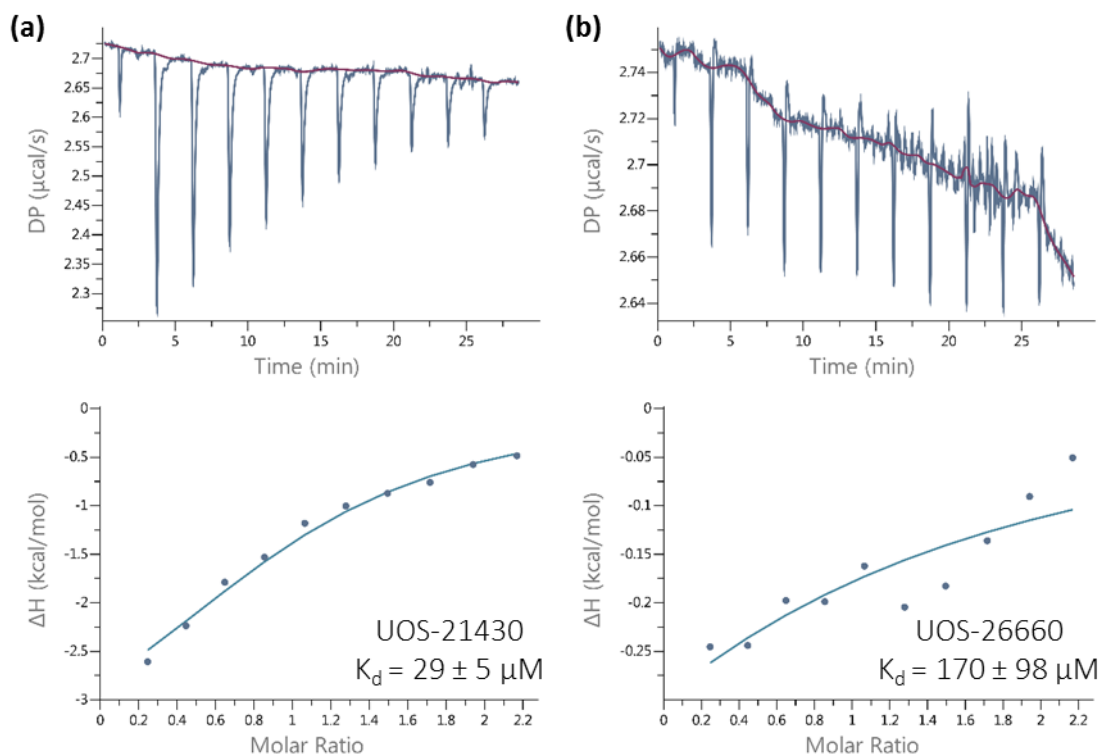 (a)
2.7
2.65
2.6
2.55
2.5
2.45
2.4
2.35
2.3
DP (µcal/s)
0 5 10 15 20 25
Time (min)
0
-0.5
-1
-1.5
-2
-2.5
-3
ΔH (kcal/mol)
UOS-21430
Kd = 29 ± 5 µM
0 0.2 0.4 0.6 0.8 1 1.2 1.4 1.6 1.8 2 2.2
Molar Ratio
(b)
2.74
2.72
2.7
2.68
2.66
2.64
DP (µcal/s)
0 5 10 15 20 25
Time (min)
0
-0.05
-0.1
-0.15
-0.2
-0.25
ΔH (kcal/mol)
UOS-26660
Kd = 170 ± 98 µM
0 0.2 0.4 0.6 0.8 1 1.2 1.4 1.6 1.8 2 2.2
Molar Ratio